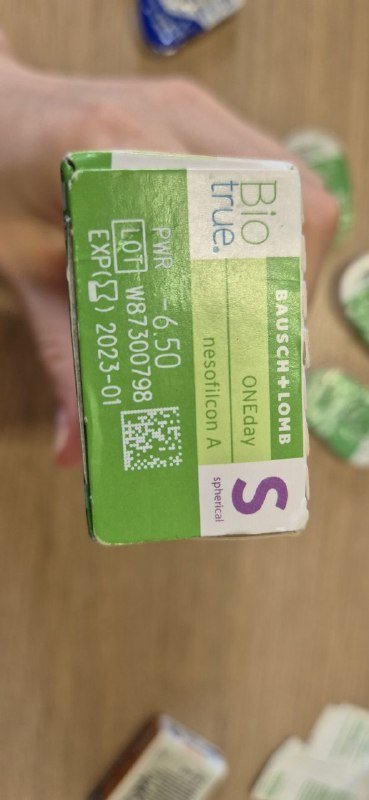 Bio
true.
BAUSCH+LOMB
ONEday
nesofilcon A
S
spherical
PWR -6.50
LOT W87300798
EXP 2023-01